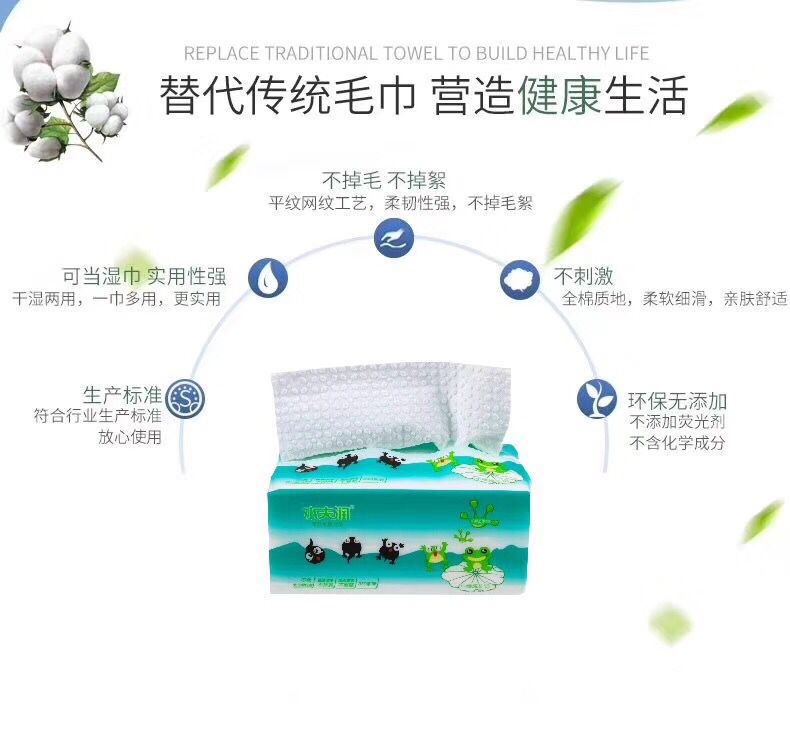 REPLACE TRADITIONAL TOWEL TO BUILD HEALTHY LIFE
替代传统毛巾 营造健康生活
不掉毛 不掉絮
平纹网纹工艺，柔韧性强，不掉毛絮
可当湿巾 实用性强
干湿两用，一巾多用，更实用
不刺激
全棉质地，柔软细滑，亲肤舒适
生产标准
符合行业生产标准
放心使用
环保无添加
不添加荧光剂
不含化学成分